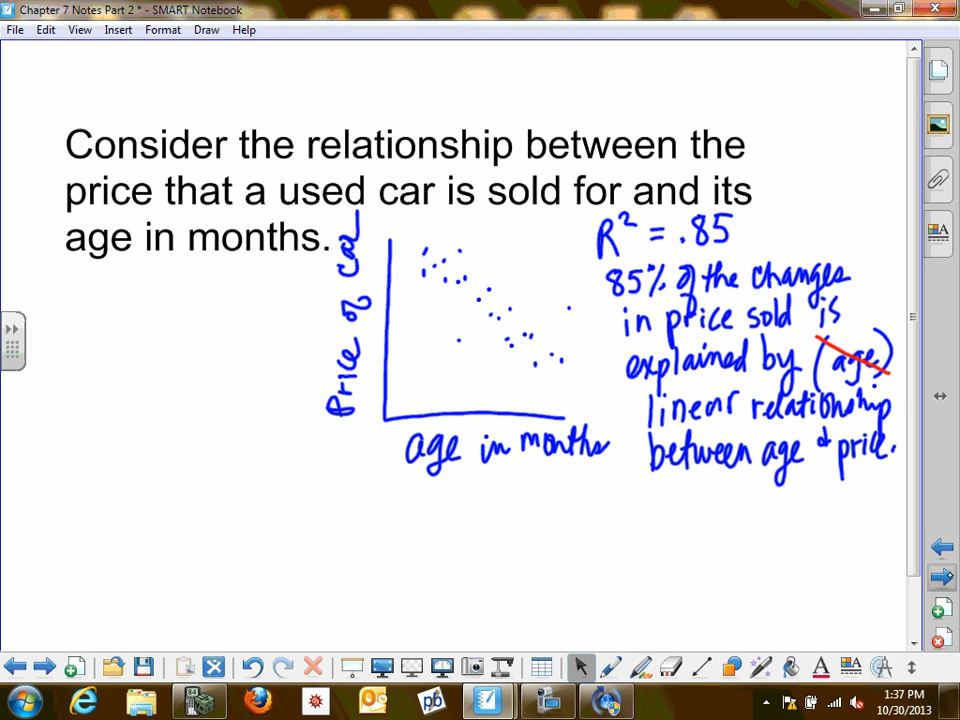 Chapter 7 Notes Part 2 * - SMART Notebook
File Edit View Insert Format Draw Help
Consider the relationship between the
price that a used car is sold for and its
age in months.
Price of car
age in months
R² = .85
85% of the changes
in price sold is
explained by (age)
linear relationship
between age & price.
84
pb
1:37 PM
10/30/2013